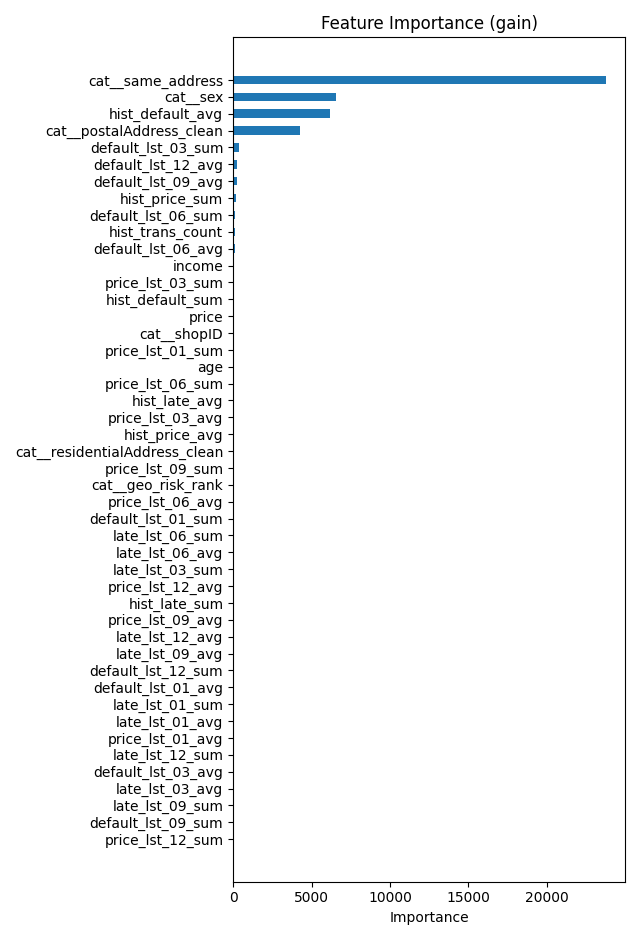 Feature Importance (gain)
cat__same_address
cat__sex
hist_default_avg
cat__postalAddress_clean
default_lst_03_sum
default_lst_12_avg
default_lst_09_avg
hist_price_sum
default_lst_06_sum
hist_trans_count
default_lst_06_avg
income
price_lst_03_sum
hist_default_sum
price
cat__shopID
price_lst_01_sum
age
price_lst_06_sum
hist_late_avg
price_lst_03_avg
hist_price_avg
cat__residentialAddress_clean
price_lst_09_sum
cat__geo_risk_rank
price_lst_06_avg
default_lst_01_sum
late_lst_06_sum
late_lst_06_avg
late_lst_03_sum
price_lst_12_avg
hist_late_sum
price_lst_09_avg
late_lst_12_avg
late_lst_09_avg
default_lst_12_sum
default_lst_01_avg
late_lst_01_sum
late_lst_01_avg
price_lst_01_avg
late_lst_12_sum
default_lst_03_avg
late_lst_03_avg
late_lst_09_sum
default_lst_09_sum
price_lst_12_sum
0 5000 10000 15000 20000
Importance